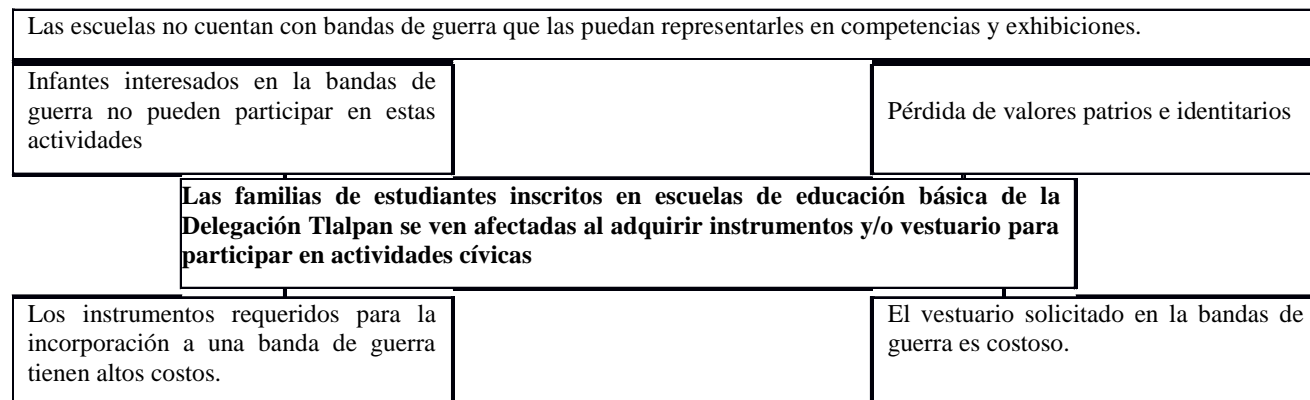 Las escuelas no cuentan con bandas de guerra que las puedan representarles en competencias y exhibiciones.
Infantes interesados en la bandas de
guerra no pueden participar en estas
actividades
Pérdida de valores patrios e identitarios
Las familias de estudiantes inscritos en escuelas de educación básica de la
Delegación Tlalpan se ven afectadas al adquirir instrumentos y/o vestuario para
participar en actividades cívicas
Los instrumentos requeridos para la
incorporación a una banda de guerra
tienen altos costos.
El vestuario solicitado en la bandas de
guerra es costoso.